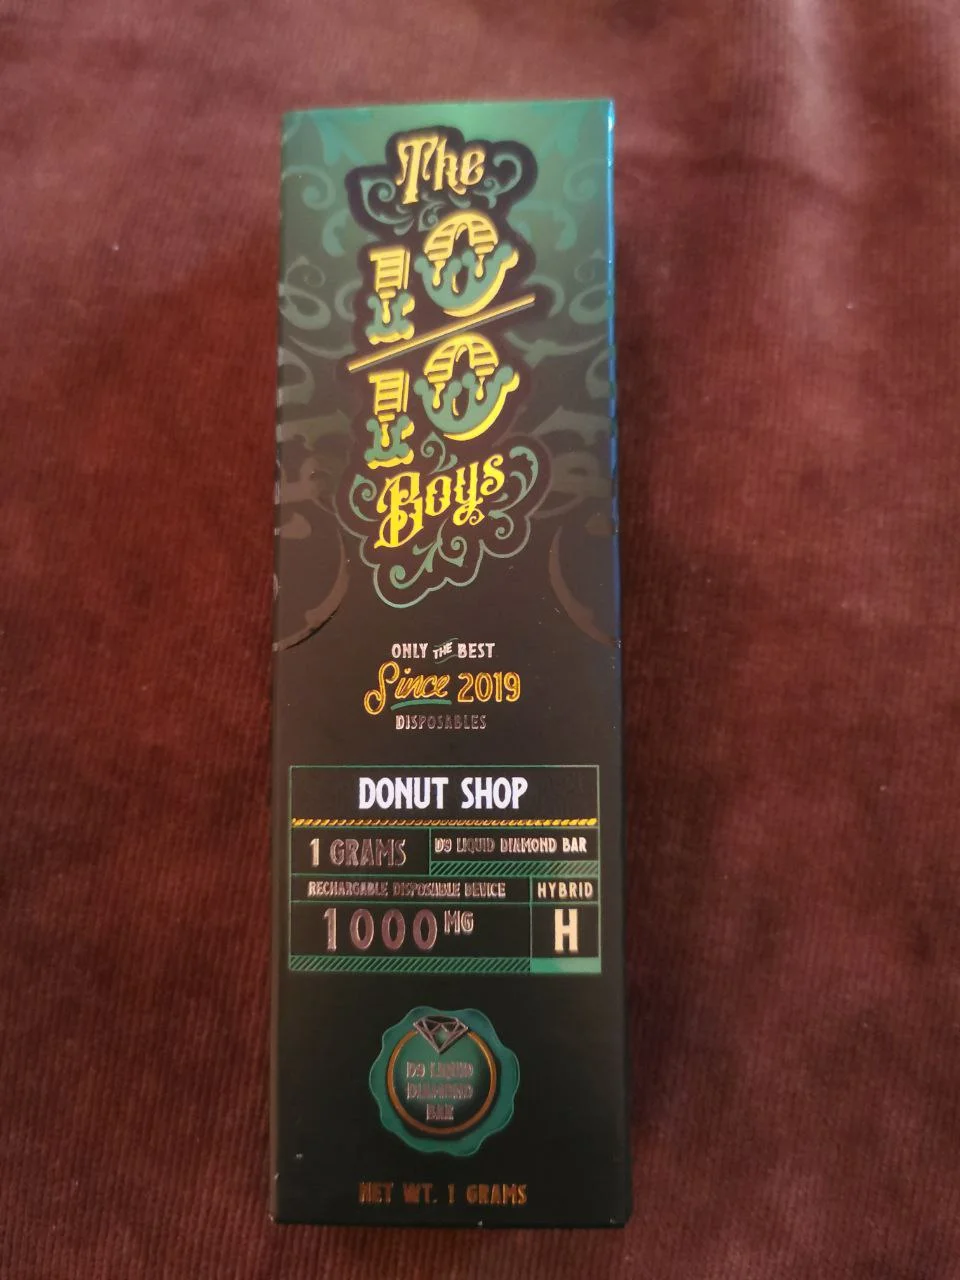 The
10
10
Boys
ONLY THE BEST
Since 2019
DISPOSABLES
DONUT SHOP
1 GRAMS
D9 LIQUID DIAMOND BAR
RECHARGABLE DISPOSABLE DEVICE
HYBRID
1000MG
H
D9 LIQUID
DIAMOND
BAR
NET WT. 1 GRAMS